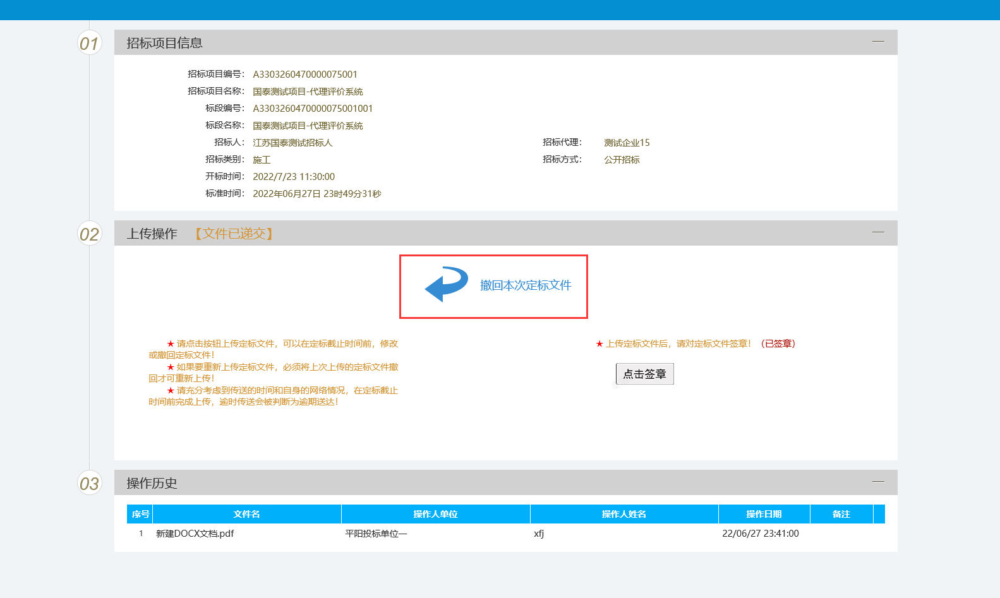 01
招标项目信息
招标项目编号： A3303260470000075001
招标项目名称： 国泰测试项目-代理评价系统
标段编号： A3303260470000075001001
标段名称： 国泰测试项目-代理评价系统
招标人： 江苏国泰测试招标人 招标代理： 测试企业15
招标类别： 施工 招标方式： 公开招标
开标时间： 2022/7/23 11:30:00
标准时间： 2022年06月27日 23时49分31秒
02
上传操作 【文件已递交】
撤回本次定标文件
★ 请点击按钮上传定标文件，可以在定标截止时间前，修改
或撤回定标文件！
★ 如果要重新上传定标文件，必须将上次上传的定标文件撤
回才可重新上传！
★ 请充分考虑到传送的时间和自身的网络情况，在定标截止
时间前完成上传，逾时传送会被判断为逾期送达！
★ 上传定标文件后，请对定标文件签章！ （已签章）
点击签章
03
操作历史
序号 文件名 操作人单位 操作人姓名 操作日期 备注
1 新建DOCX文档.pdf 平阳投标单位一 xfj 22/06/27 23:41:00